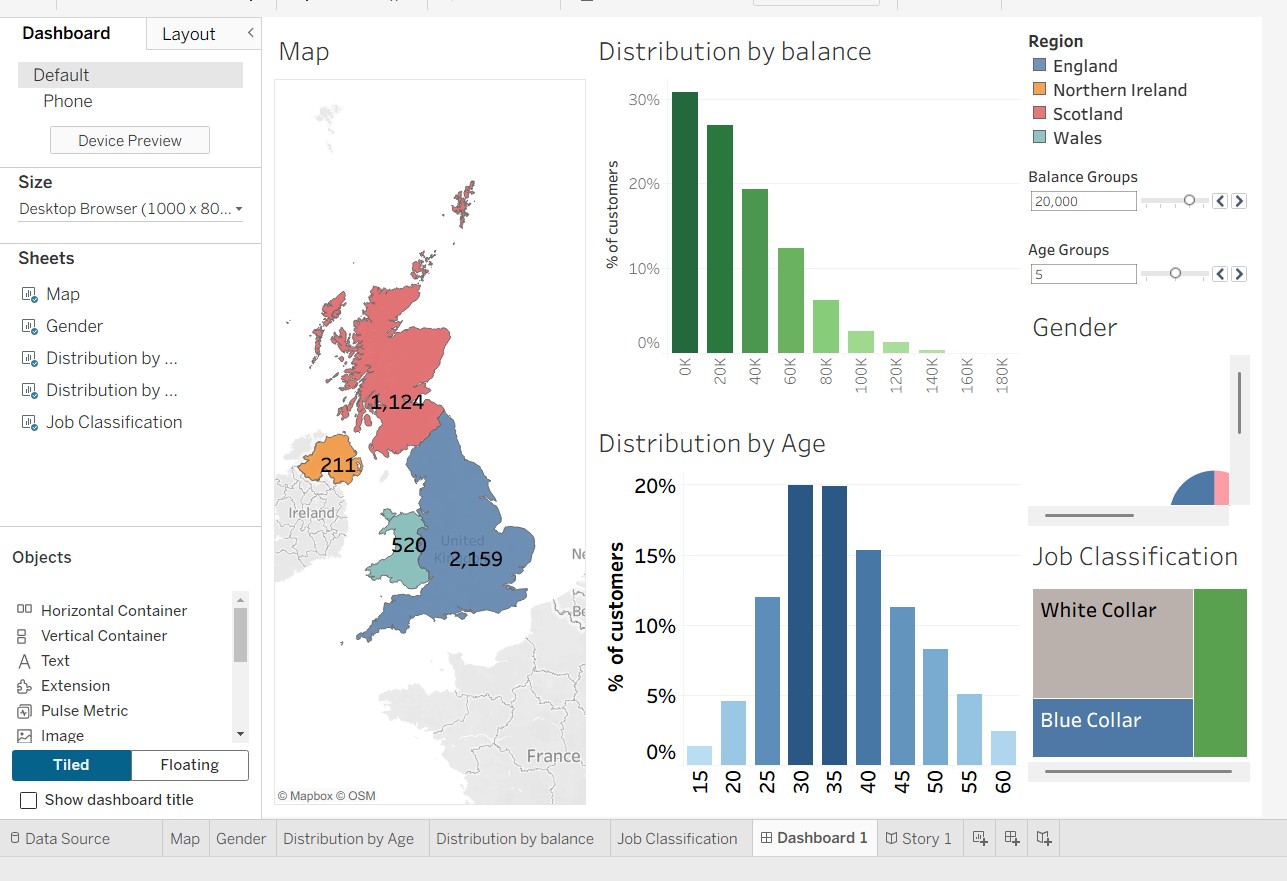 Dashboard
Layout
Default
Phone
Device Preview
Size
Desktop Browser (1000 x 80...
Sheets
Map
Gender
Distribution by ...
Distribution by ...
Job Classification
Objects
Horizontal Container
Vertical Container
Text
Extension
Pulse Metric
Image
Tiled
Floating
Show dashboard title
Map
1,124
211
Ireland
520
United
2,159
Ne
Be
France
© Mapbox © OSM
Distribution by balance
% of customers
30%
20%
10%
0%
0K
20K
40K
60K
80K
100K
120K
140K
160K
180K
Distribution by Age
% of customers
20%
15%
10%
5%
0%
15
20
25
30
35
40
45
50
55
60
Region
England
Northern Ireland
Scotland
Wales
Balance Groups
20,000
Age Groups
5
Gender
Job Classification
White Collar
Blue Collar
Data Source
Map
Gender
Distribution by Age
Distribution by balance
Job Classification
Dashboard 1
Story 1